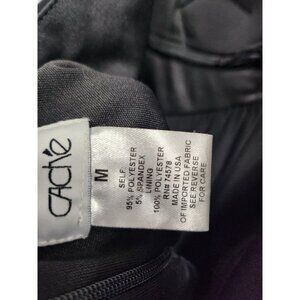 CACHÉ
M
SELF
95% POLYESTER
5% SPANDEX
LINING
100% POLYESTER
RN# 74578
MADE IN USA
OF IMPORTED FABRIC
SEE REVERSE
FOR CARE